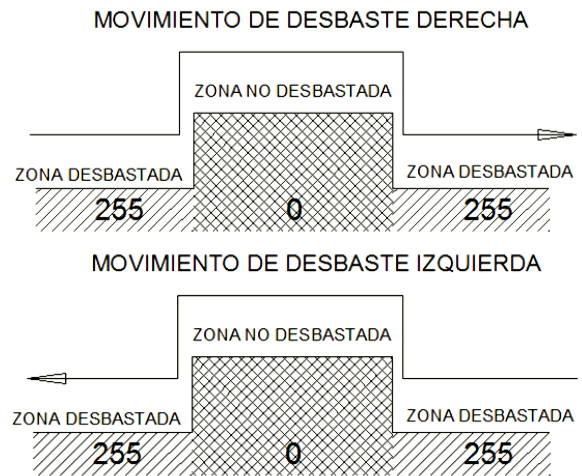 MOVIMIENTO DE DESBASTE DERECHA
ZONA NO DESBASTADA
ZONA DESBASTADA
ZONA DESBASTADA
255
0
255
MOVIMIENTO DE DESBASTE IZQUIERDA
ZONA NO DESBASTADA
ZONA DESBASTADA
ZONA DESBASTADA
255
0
255